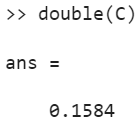 >> double(C)
ans =
0.1584